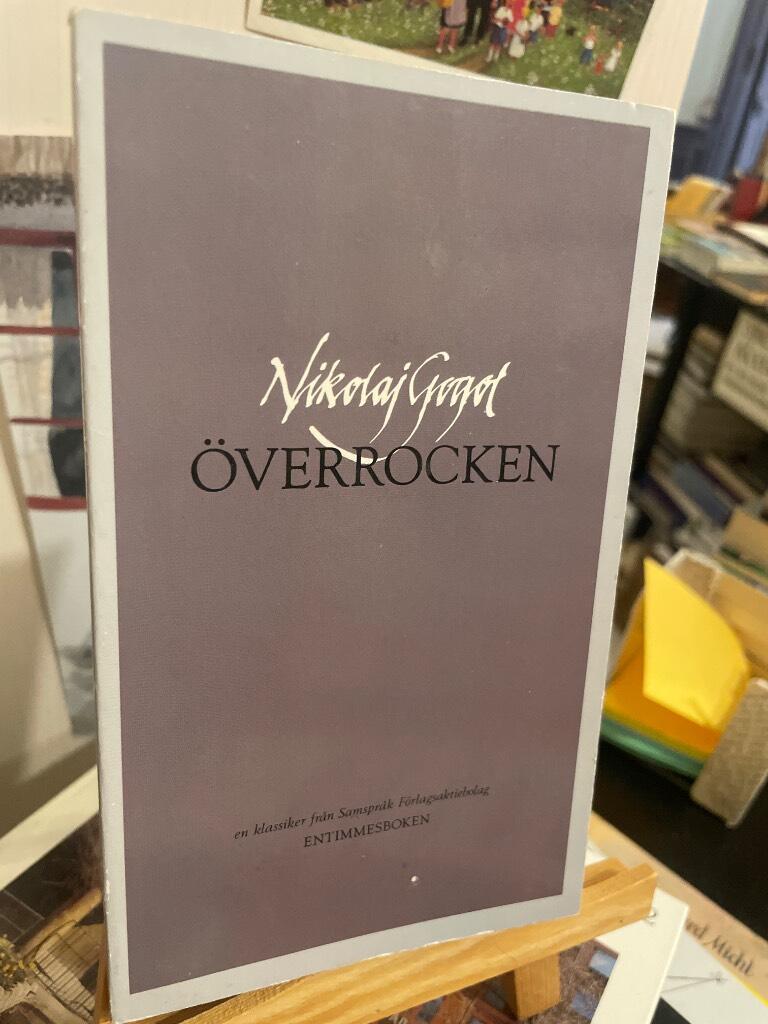 Nikolaj Gogol
ÖVERROCKEN
en klassiker från Samspråk Förlagsaktiebolag
ENTIMMESBOKEN